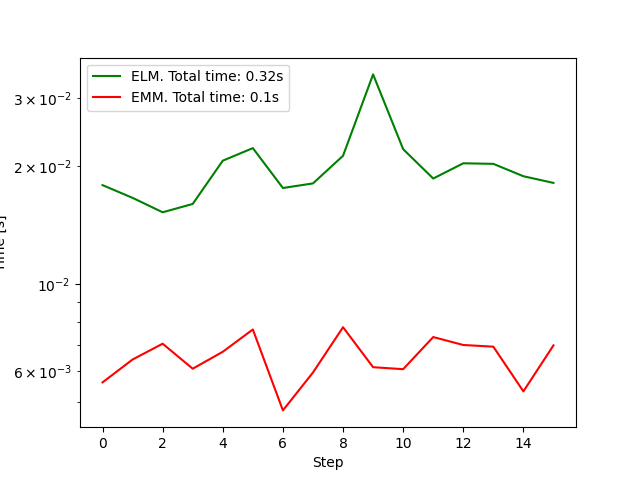 ELM. Total time: 0.32s
EMM. Total time: 0.1s
3 × 10⁻²
2 × 10⁻²
10⁻²
6 × 10⁻³
[s]
0 2 4 6 8 10 12 14
Step